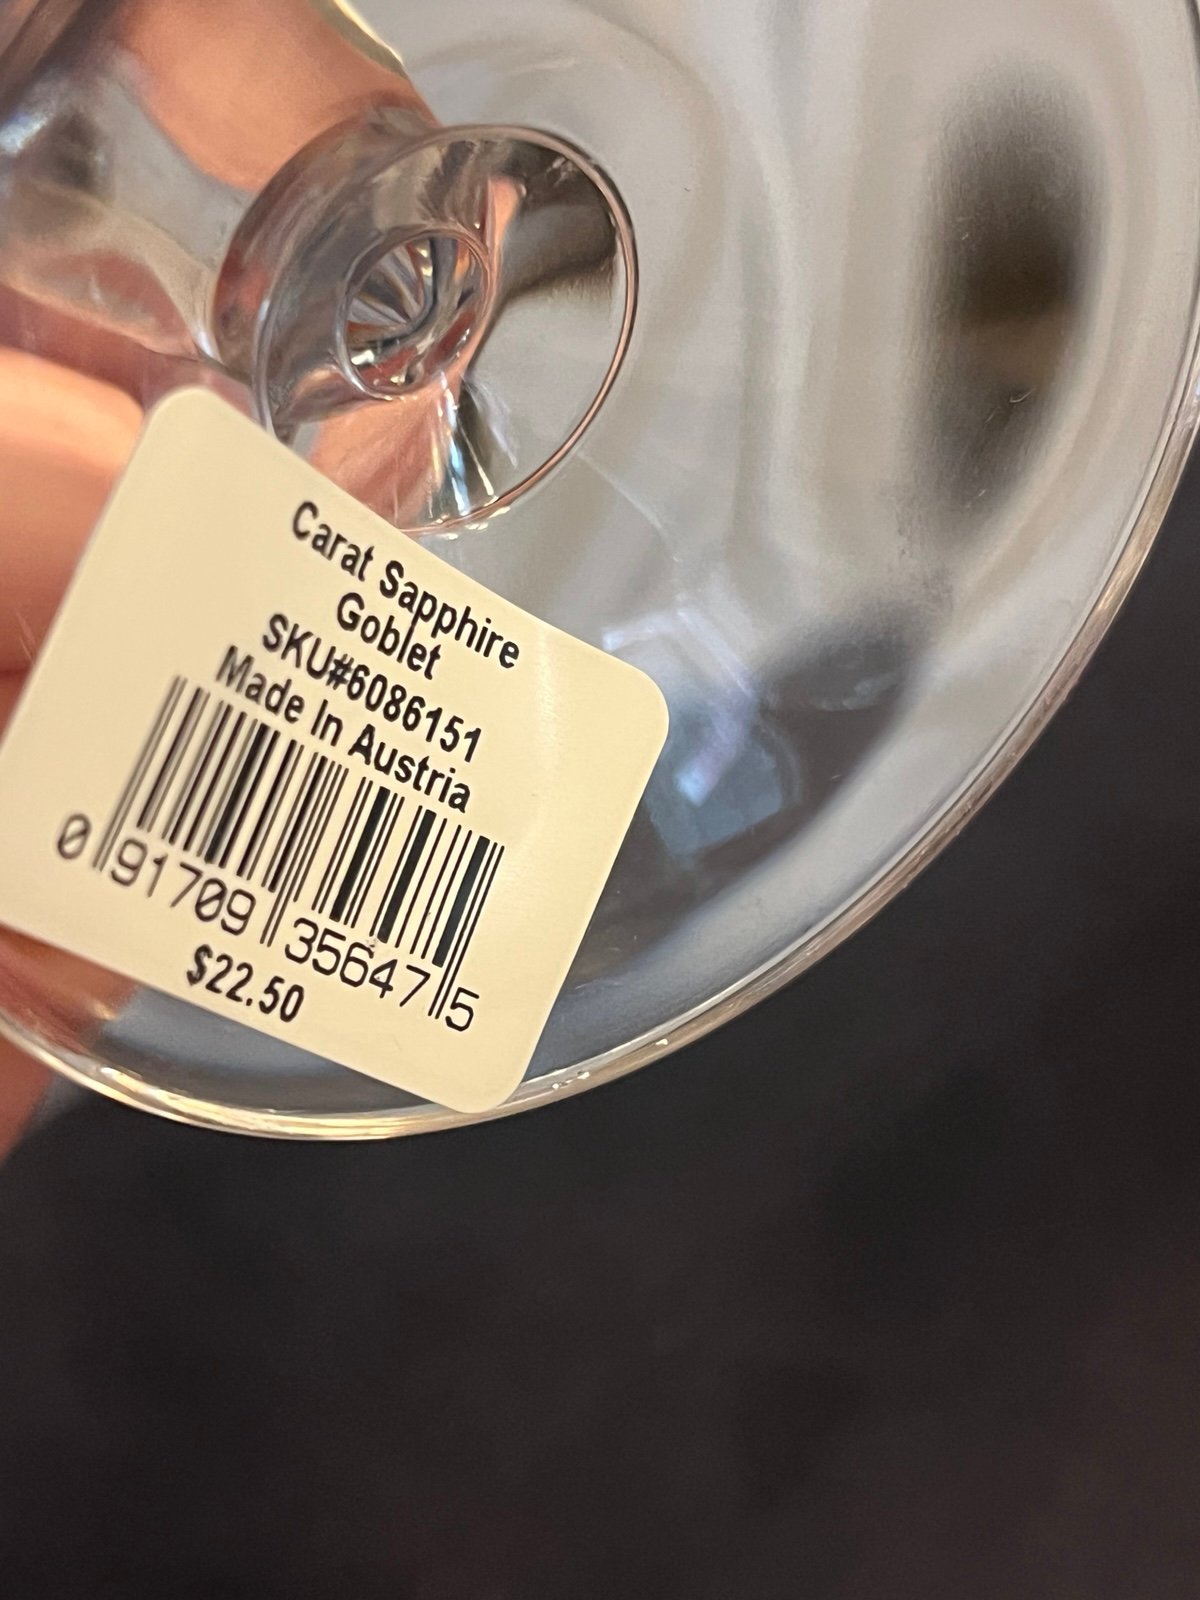 Carat Sapphire
Goblet
SKU#6086151
Made In Austria
0 91709 35647 5
$22.50